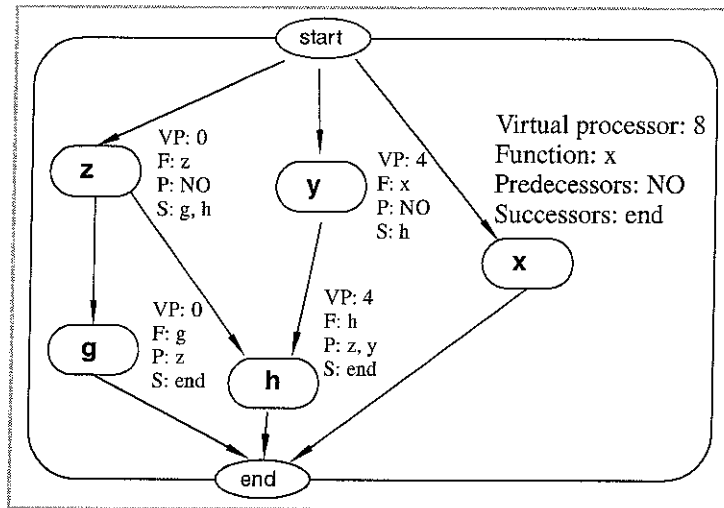 start
VP: 0
F: z
P: NO
S: g, h
z
VP: 4
F: x
P: NO
S: h
y
Virtual processor: 8
Function: x
Predecessors: NO
Successors: end
x
VP: 0
F: g
P: z
S: end
g
VP: 4
F: h
P: z, y
S: end
h
end